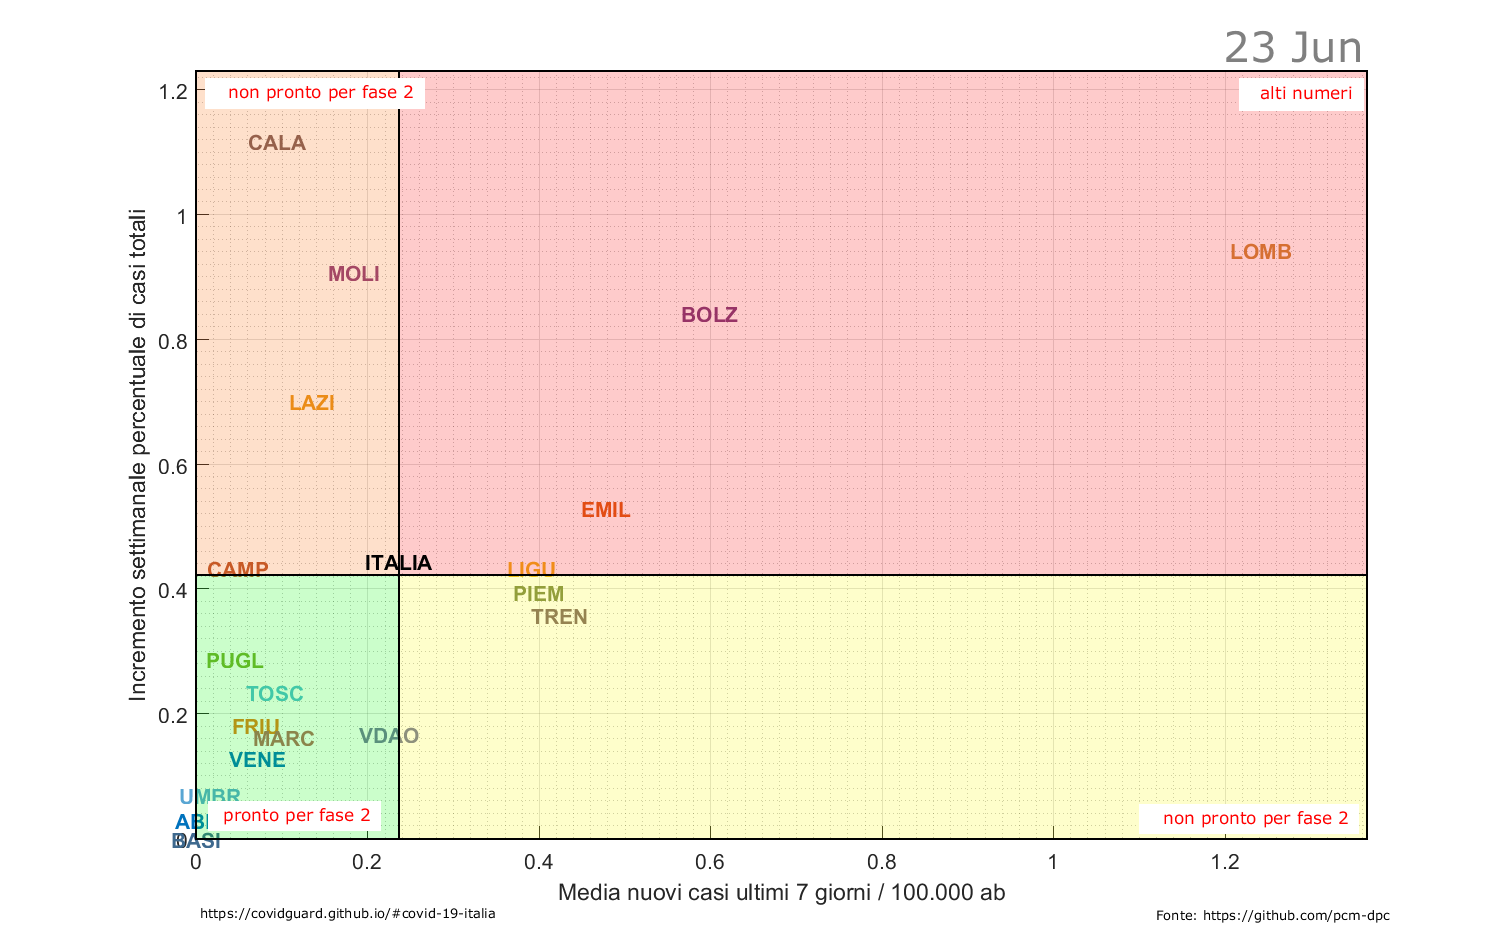 23 Jun
non pronto per fase 2
alti numeri
1.2
CALA
1
LOMB
MOLI
BOLZ
0.8
LAZI
0.6
EMIL
ITALIA
CAMP
LIGU
0.4
PIEM
TREN
PUGL
TOSC
0.2
FRIU
MARC
VDAO
VENE
UMBR
pronto per fase 2
non pronto per fase 2
BASI
0
0 0.2 0.4 0.6 0.8 1 1.2
Incremento settimanale percentuale di casi totali
Media nuovi casi ultimi 7 giorni / 100.000 ab
https://covidguard.github.io/#covid-19-italia
Fonte: https://github.com/pcm-dpc